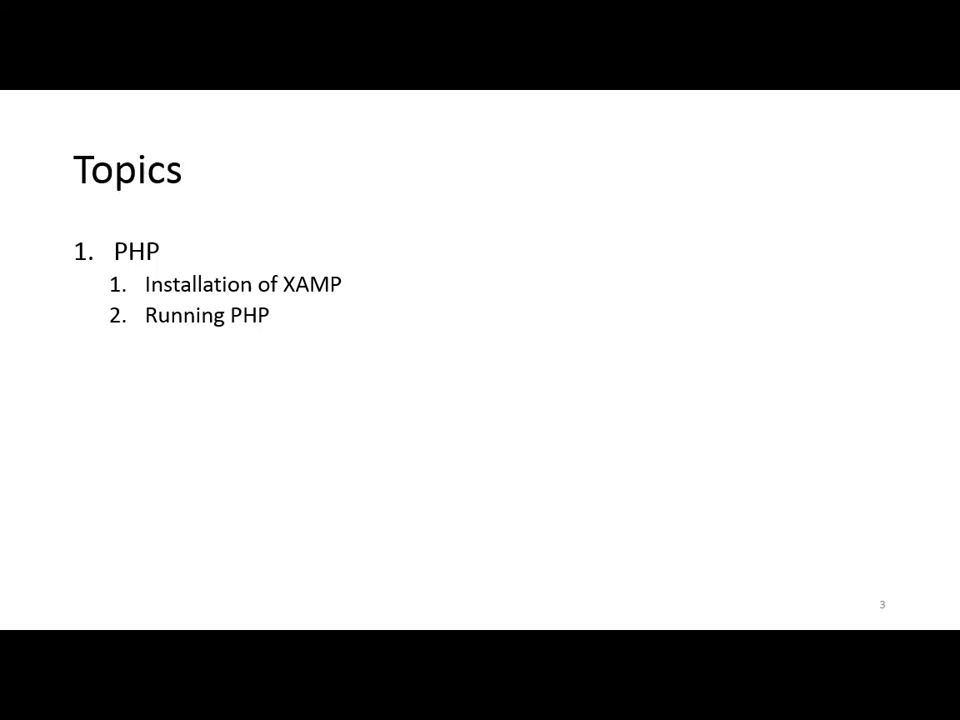 Topics
1. PHP
1. Installation of XAMP
2. Running PHP
3